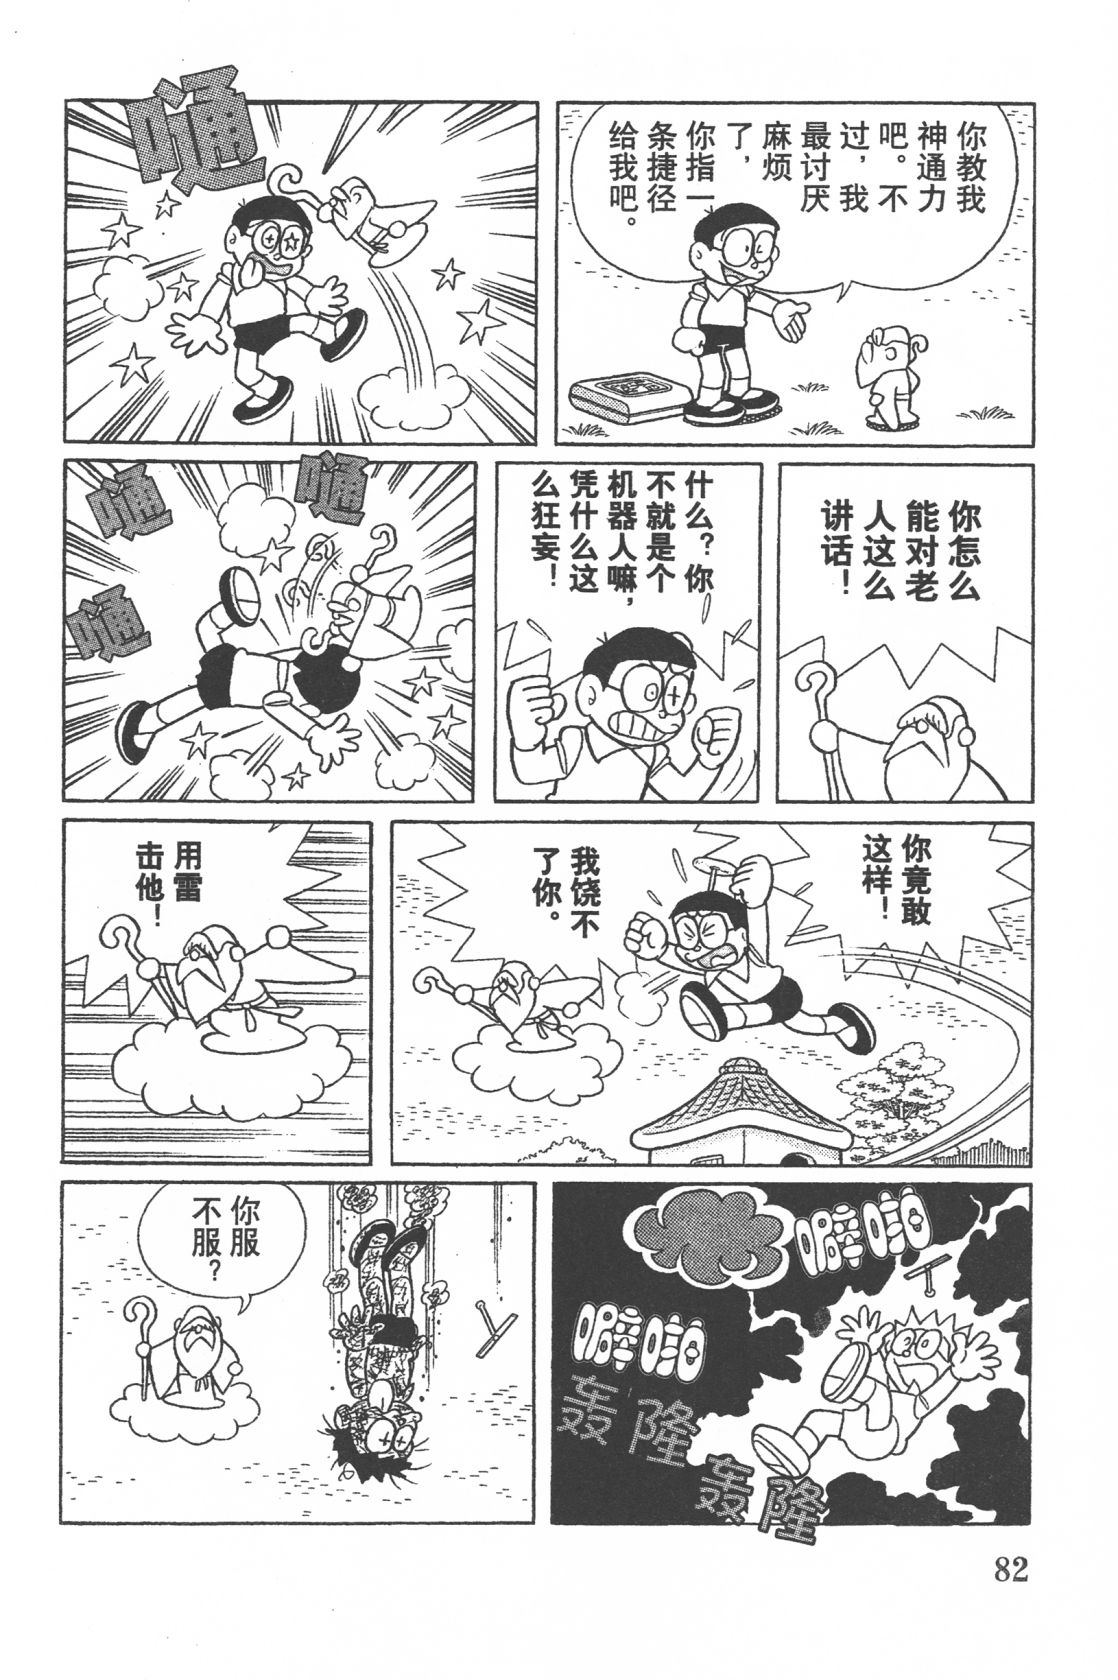 你教我
神通力
吧。不
过，我
最讨厌
麻烦
了，
你指一
条捷径
给我吧。
嗵
你怎么
能对老
人这么
讲话！
什么？你
不就是个
机器人嘛，
凭什么这
么狂妄！
嗵
嗵
嗵
你竟敢
这样！
我饶不
了你。
用雷
击他！
噼啪
噼啪
轰隆
轰隆
你服
不服？
82